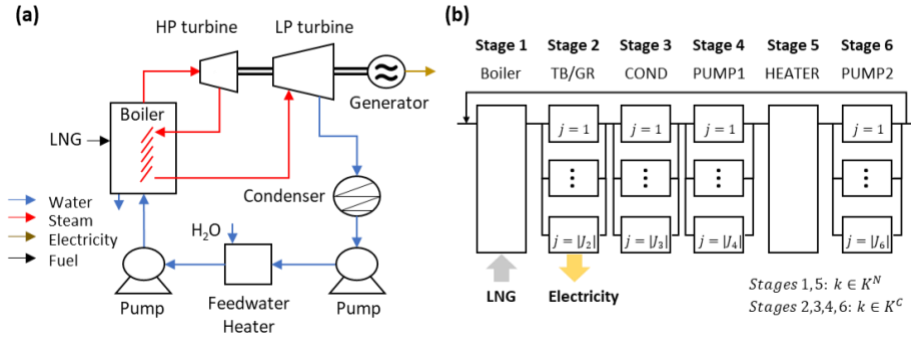 (a)
HP turbine
LP turbine
Boiler
LNG
Generator
Condenser
Water
Steam
Electricity
Fuel
H₂O
Pump
Feedwater
Heater
Pump
(b)
Stage 1 Stage 2 Stage 3 Stage 4 Stage 5 Stage 6
Boiler TB/GR COND PUMP1 HEATER PUMP2
j = 1 j = 1 j = 1 j = 1
⋮ ⋮ ⋮ ⋮
j = |J₂| j = |J₃| j = |J₄| j = |J₆|
LNG Electricity
Stages 1,5: k ∈ Kᴺ
Stages 2,3,4,6: k ∈ Kᶜ